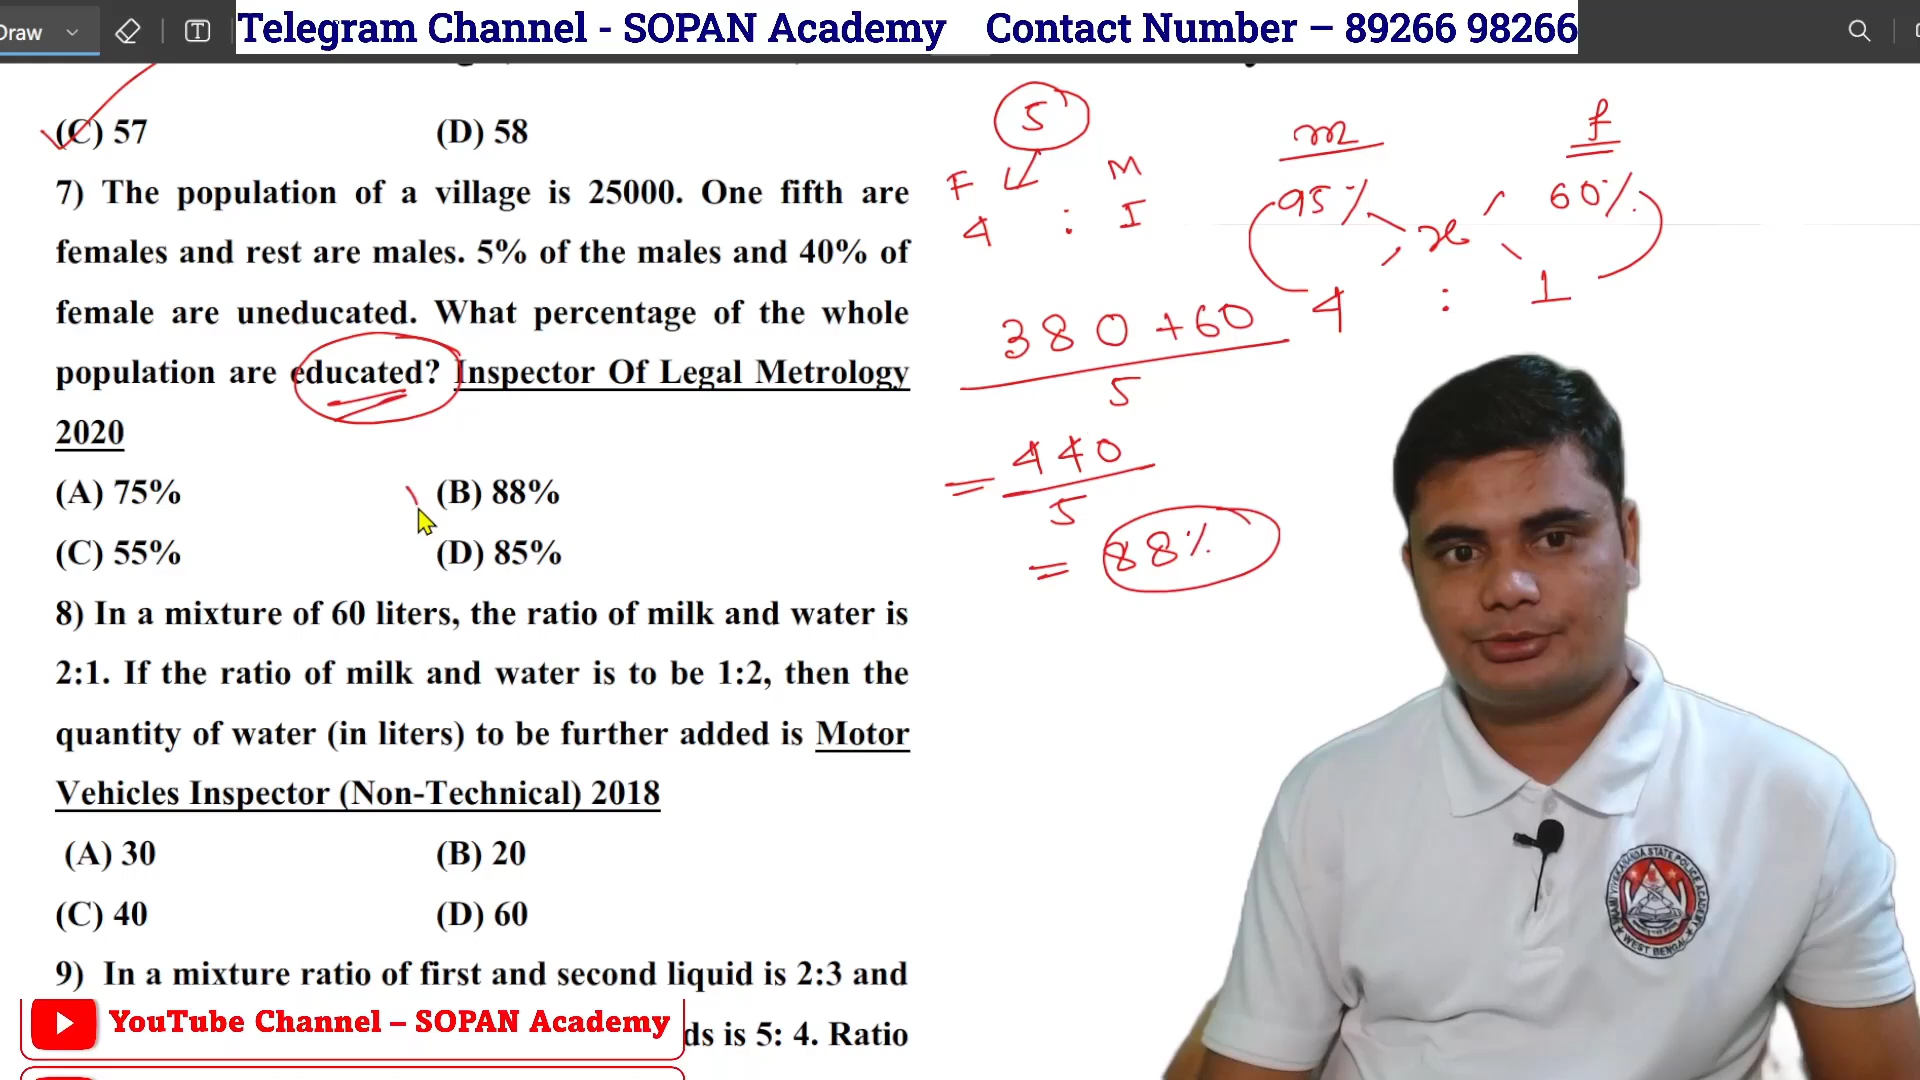 Draw
Telegram Channel - SOPAN Academy Contact Number – 89266 98266
(C) 57 (D) 58
7) The population of a village is 25000. One fifth are
females and rest are males. 5% of the males and 40% of
female are uneducated. What percentage of the whole
population are educated? Inspector Of Legal Metrology
2020
(A) 75% (B) 88%
(C) 55% (D) 85%
8) In a mixture of 60 liters, the ratio of milk and water is
2:1. If the ratio of milk and water is to be 1:2, then the
quantity of water (in liters) to be further added is Motor
Vehicles Inspector (Non-Technical) 2018
(A) 30 (B) 20
(C) 40 (D) 60
9) In a mixture ratio of first and second liquid is 2:3 and
ds is 5: 4. Ratio
YouTube Channel – SOPAN Academy
5
F M
4 : 1
m f
95% x 60%
4 : 1
380 + 60
5
= 440
5
= 88%
SWAMI VIVEKANANDA STATE POLICE ACADEMY
WEST BENGAL